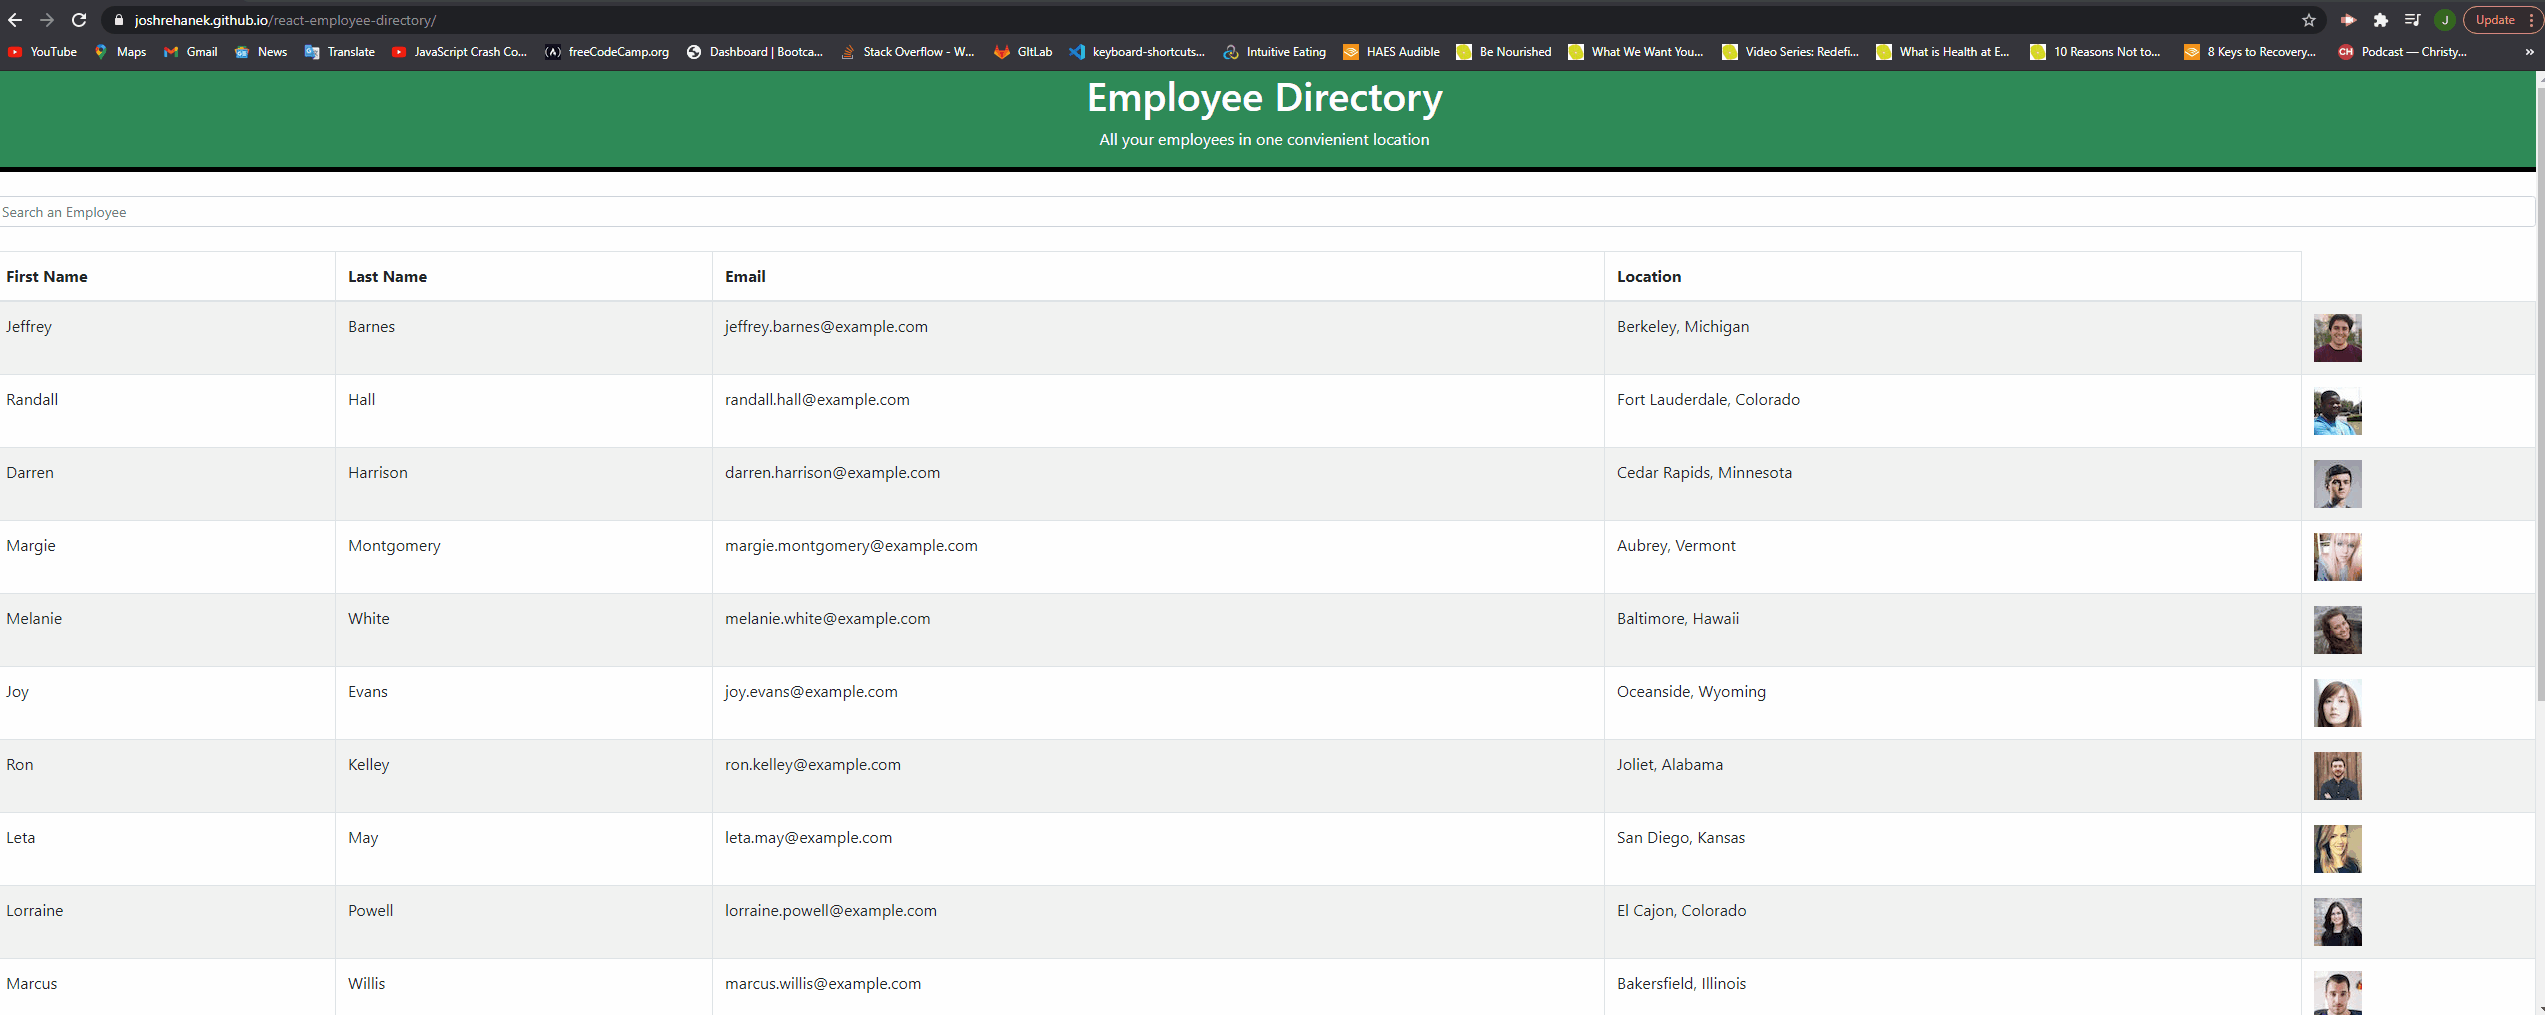 joshrehanek.github.io/react-employee-directory/
J
Update
YouTube Maps Gmail News Translate JavaScript Crash Co... freeCodeCamp.org Dashboard | Bootca... Stack Overflow - W... GItLab keyboard-shortcuts... Intuitive Eating HAES Audible Be Nourished What We Want You... Video Series: Redefi... What is Health at E... 10 Reasons Not to... 8 Keys to Recovery... CH Podcast — Christy... »
Employee Directory
All your employees in one convienient location
Search an Employee
First Name Last Name Email Location
Jeffrey Barnes jeffrey.barnes@example.com Berkeley, Michigan
Randall Hall randall.hall@example.com Fort Lauderdale, Colorado
Darren Harrison darren.harrison@example.com Cedar Rapids, Minnesota
Margie Montgomery margie.montgomery@example.com Aubrey, Vermont
Melanie White melanie.white@example.com Baltimore, Hawaii
Joy Evans joy.evans@example.com Oceanside, Wyoming
Ron Kelley ron.kelley@example.com Joliet, Alabama
Leta May leta.may@example.com San Diego, Kansas
Lorraine Powell lorraine.powell@example.com El Cajon, Colorado
Marcus Willis marcus.willis@example.com Bakersfield, Illinois